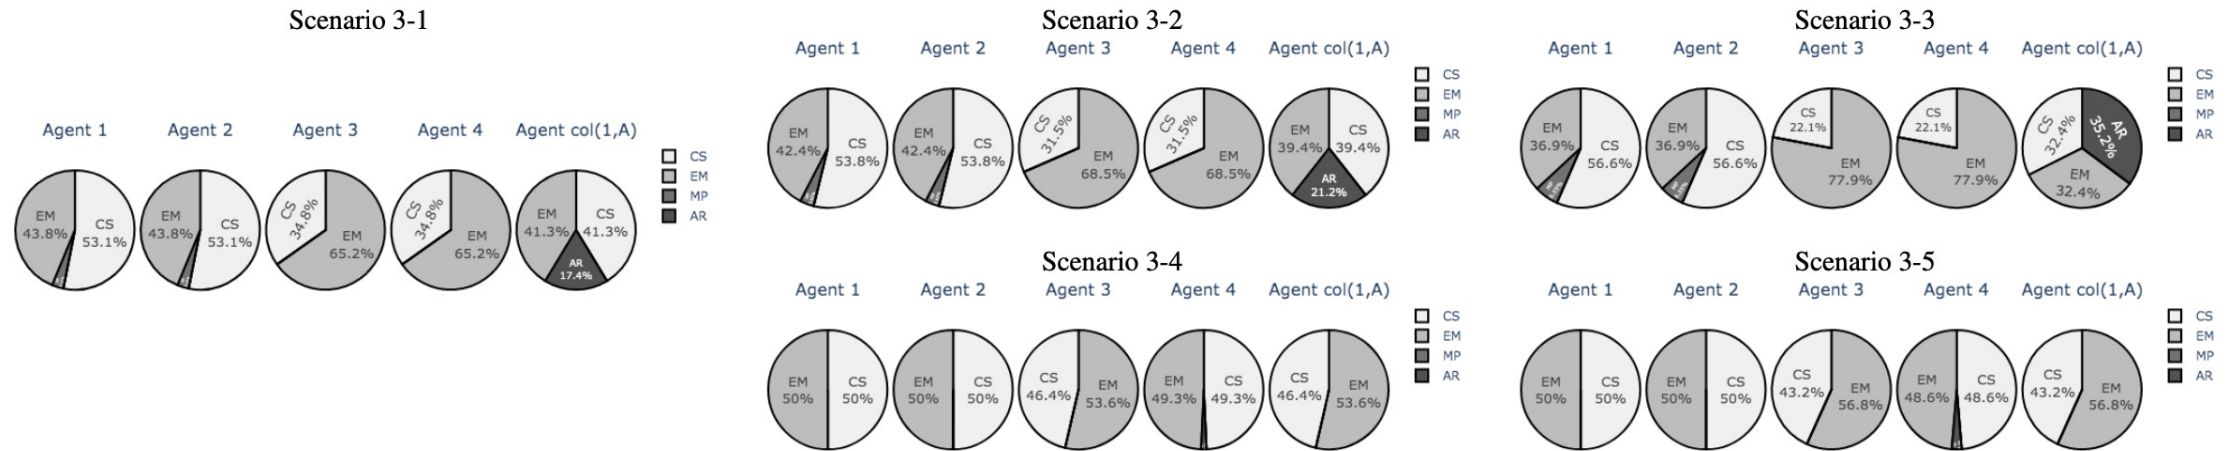 Scenario 3-1
Agent 1 Agent 2 Agent 3 Agent 4 Agent col(1,A)
EM 43.8% CS 53.1%
EM 43.8% CS 53.1%
CS 34.8% EM 65.2%
CS 34.8% EM 65.2%
EM 41.3% CS 41.3% AR 17.4%
CS
EM
MP
AR
Scenario 3-2
Agent 1 Agent 2 Agent 3 Agent 4 Agent col(1,A)
EM 42.4% CS 53.8%
EM 42.4% CS 53.8%
CS 31.5% EM 68.5%
CS 31.5% EM 68.5%
EM 39.4% CS 39.4% AR 21.2%
CS
EM
MP
AR
Scenario 3-3
Agent 1 Agent 2 Agent 3 Agent 4 Agent col(1,A)
EM 36.9% CS 56.6%
EM 36.9% CS 56.6%
CS 22.1% EM 77.9%
CS 22.1% EM 77.9%
CS 32.4% AR 35.2% EM 32.4%
CS
EM
MP
AR
Scenario 3-4
Agent 1 Agent 2 Agent 3 Agent 4 Agent col(1,A)
EM 50% CS 50%
EM 50% CS 50%
CS 46.4% EM 53.6%
EM 49.3% CS 49.3%
CS 46.4% EM 53.6%
CS
EM
MP
AR
Scenario 3-5
Agent 1 Agent 2 Agent 3 Agent 4 Agent col(1,A)
EM 50% CS 50%
EM 50% CS 50%
CS 43.2% EM 56.8%
EM 48.6% CS 48.6%
CS 43.2% EM 56.8%
CS
EM
MP
AR